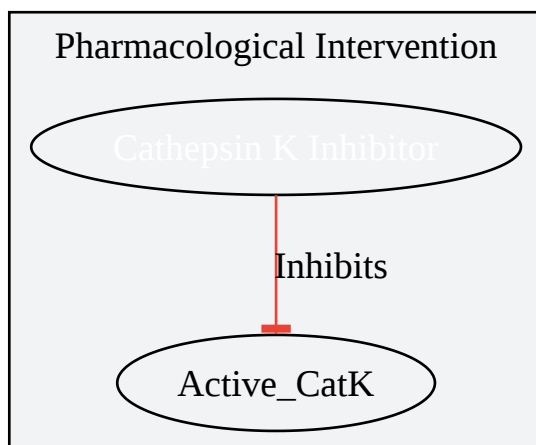 Pharmacological Intervention
Cathepsin K Inhibitor
Inhibits
Active_CatK